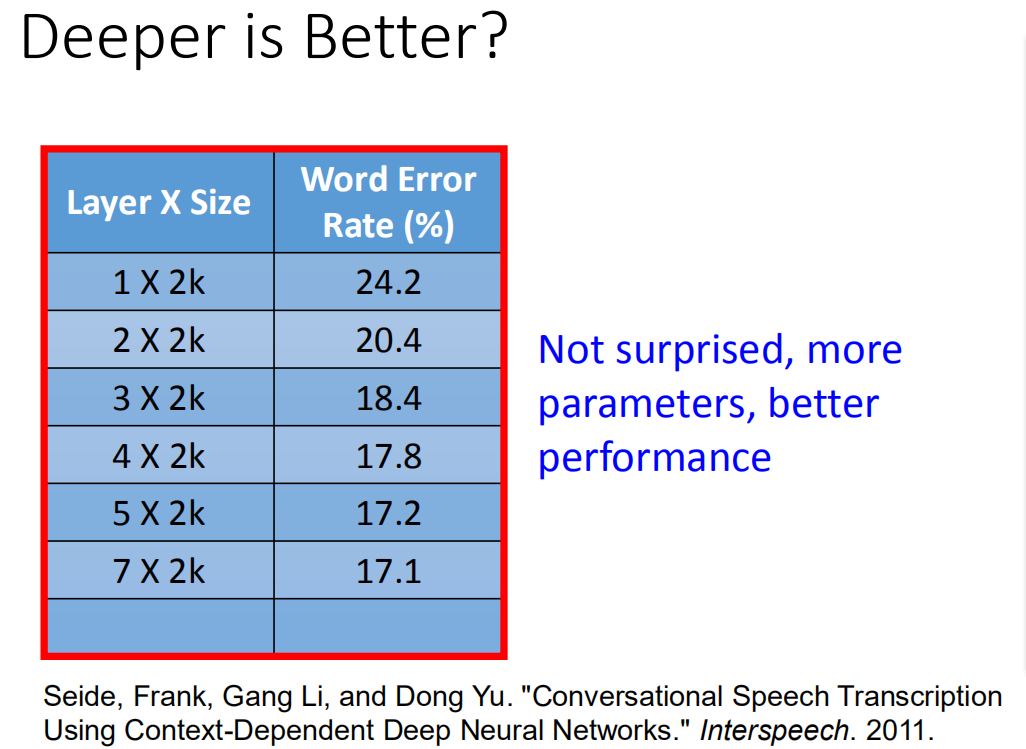 Deeper is Better?
Layer X Size
Word Error
Rate (%)
1 X 2k
24.2
2 X 2k
20.4
3 X 2k
18.4
4 X 2k
17.8
5 X 2k
17.2
7 X 2k
17.1
Not surprised, more
parameters, better
performance
Seide, Frank, Gang Li, and Dong Yu. "Conversational Speech Transcription
Using Context-Dependent Deep Neural Networks." Interspeech. 2011.